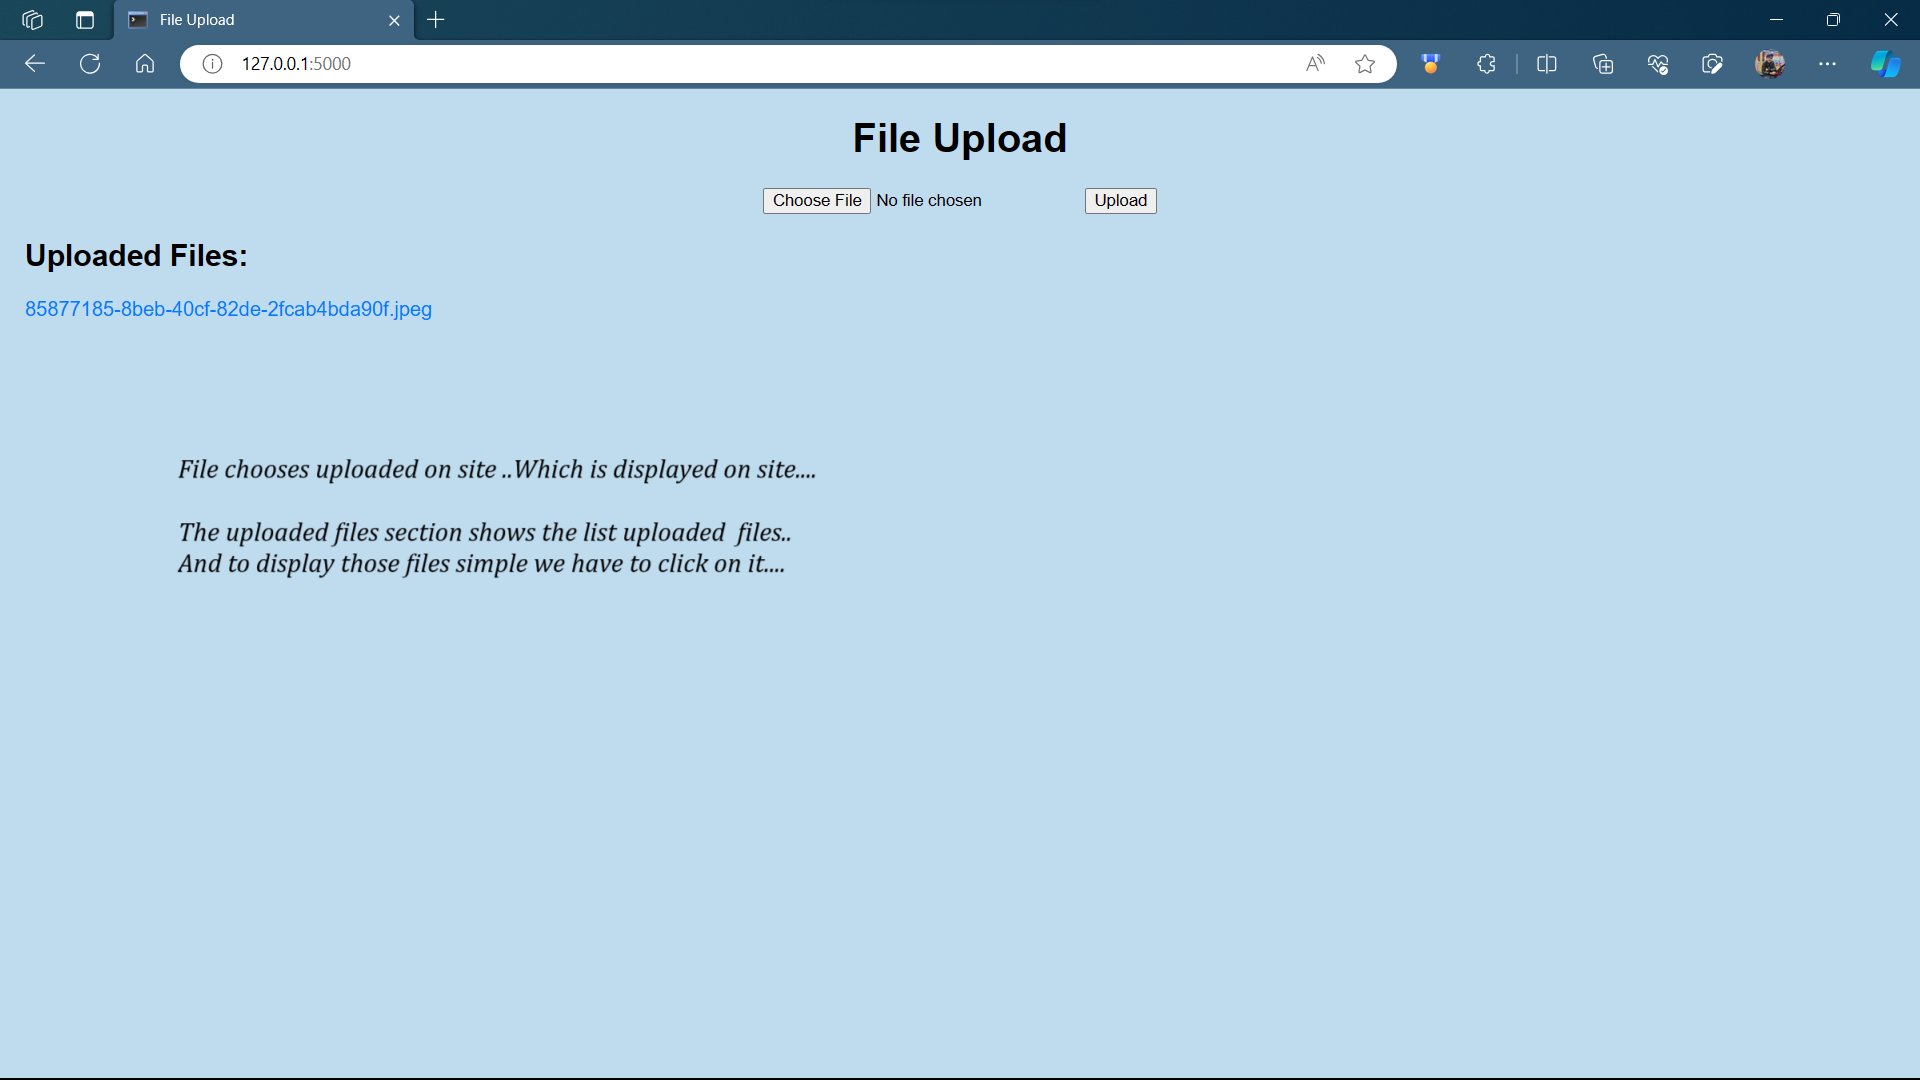 File Upload
127.0.0.1:5000
File Upload
Choose File No file chosen Upload
Uploaded Files:
85877185-8beb-40cf-82de-2fcab4bda90f.jpeg
File chooses uploaded on site ..Which is displayed on site....
The uploaded files section shows the list uploaded  files..
And to display those files simple we have to click on it....